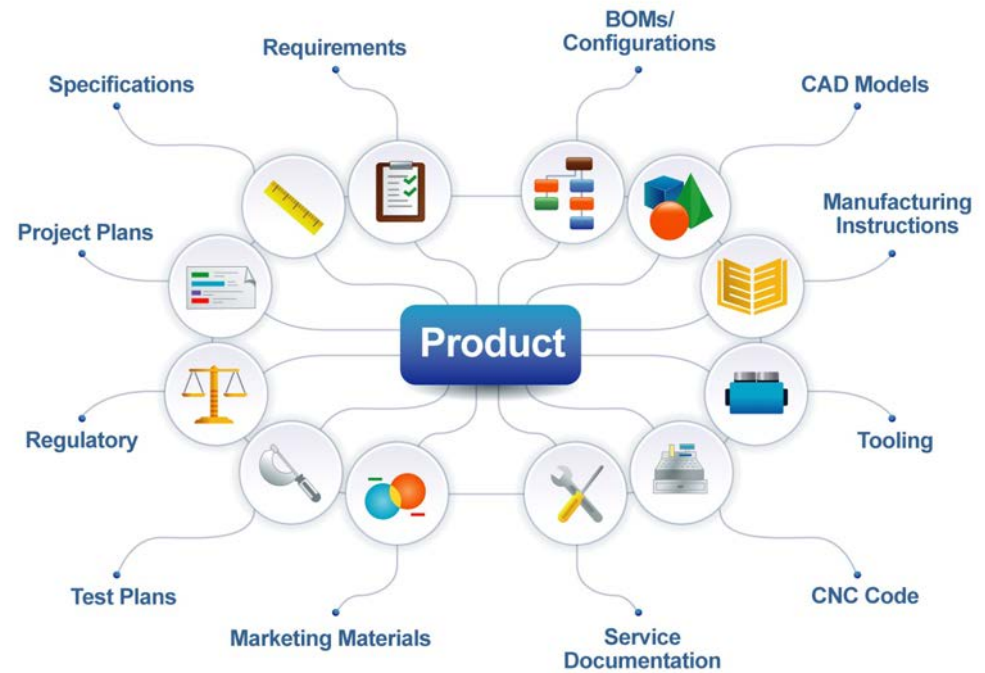 BOMs/
Configurations
Requirements
Specifications
CAD Models
Manufacturing
Instructions
Project Plans
Product
Regulatory
Tooling
Test Plans
CNC Code
Marketing Materials
Service
Documentation